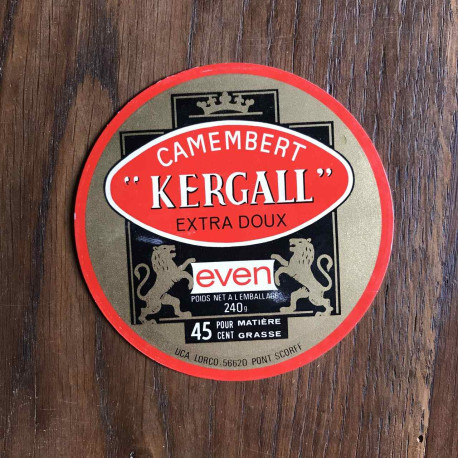 CAMEMBERT
"KERGALL"
EXTRA DOUX
even
POIDS NET A L'EMBALLAGE
240g
45 POUR CENT MATIÈRE GRASSE
UCA LORCO. 56620 PONT SCORFF